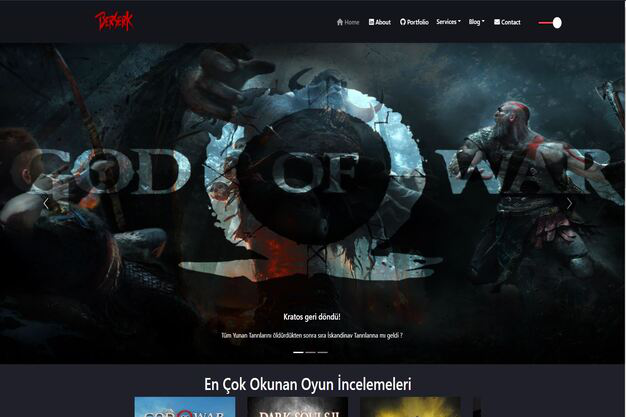 BERSERK
Home About Portfolio Services Blog Contact
GOD OF WAR
Kratos geri döndü!
Tüm Yunan Tanrılarını öldürdükten sonra sıra İskandinav Tanrılarına mı geldi ?
En Çok Okunan Oyun İncelemeleri
GOD OF WAR DARK SOULS II